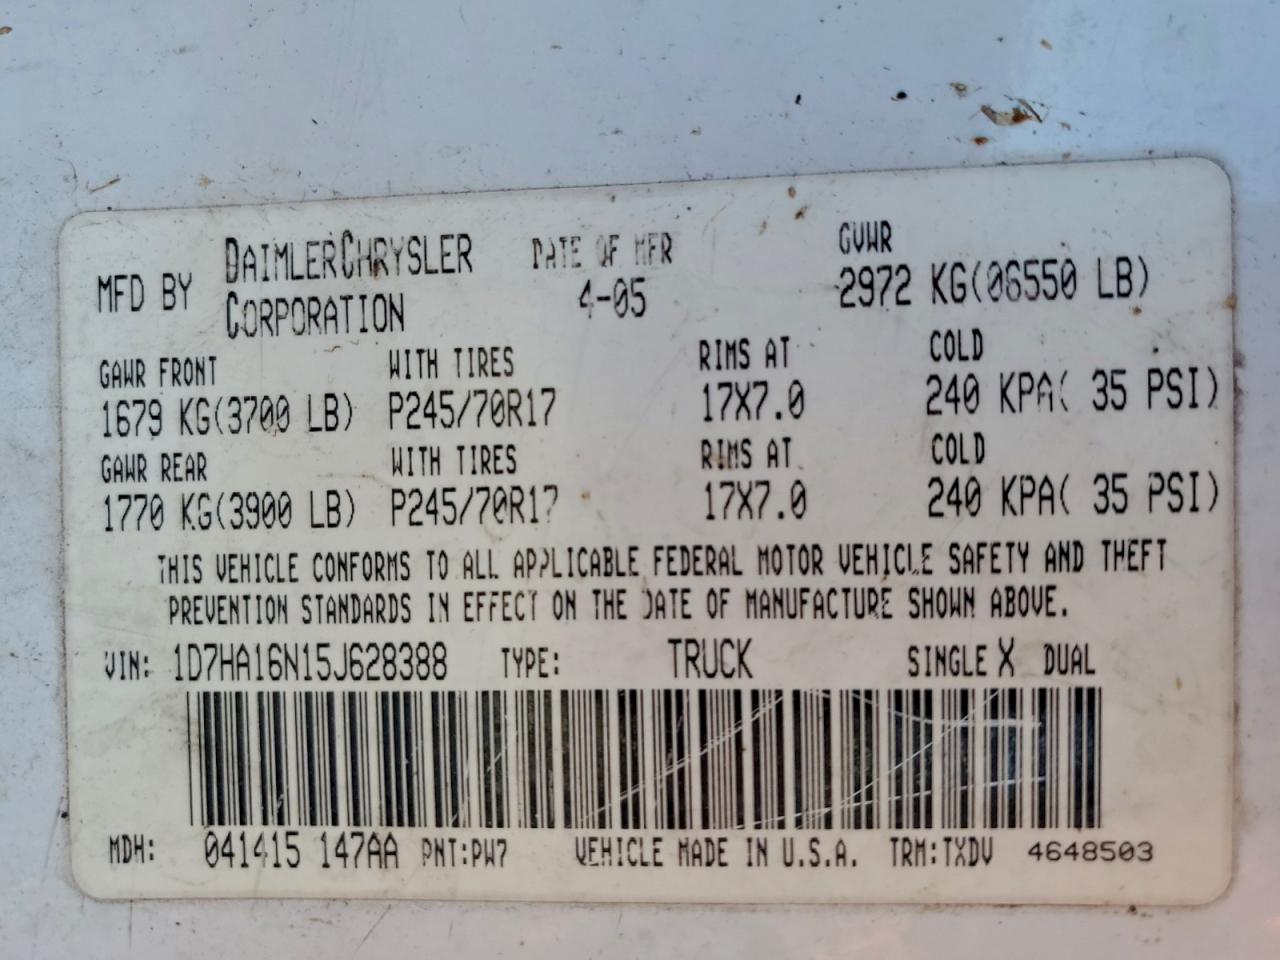 MFD BY DAIMLERCHRYSLER CORPORATION DATE OF MFR 4-05 GVWR 2972 KG(06550 LB)
GAWR FRONT WITH TIRES RIMS AT COLD
1679 KG(3700 LB) P245/70R17 17X7.0 240 KPA( 35 PSI)
GAWR REAR WITH TIRES RIMS AT COLD
1770 KG(3900 LB) P245/70R17 17X7.0 240 KPA( 35 PSI)
THIS VEHICLE CONFORMS TO ALL APPLICABLE FEDERAL MOTOR VEHICLE SAFETY AND THEFT
PREVENTION STANDARDS IN EFFECT ON THE DATE OF MANUFACTURE SHOWN ABOVE.
VIN: 1D7HA16N15J628388 TYPE: TRUCK SINGLE X DUAL
MDH: 041415 147AA PNT:PW7 VEHICLE MADE IN U.S.A. TRM:TXDV 4648503